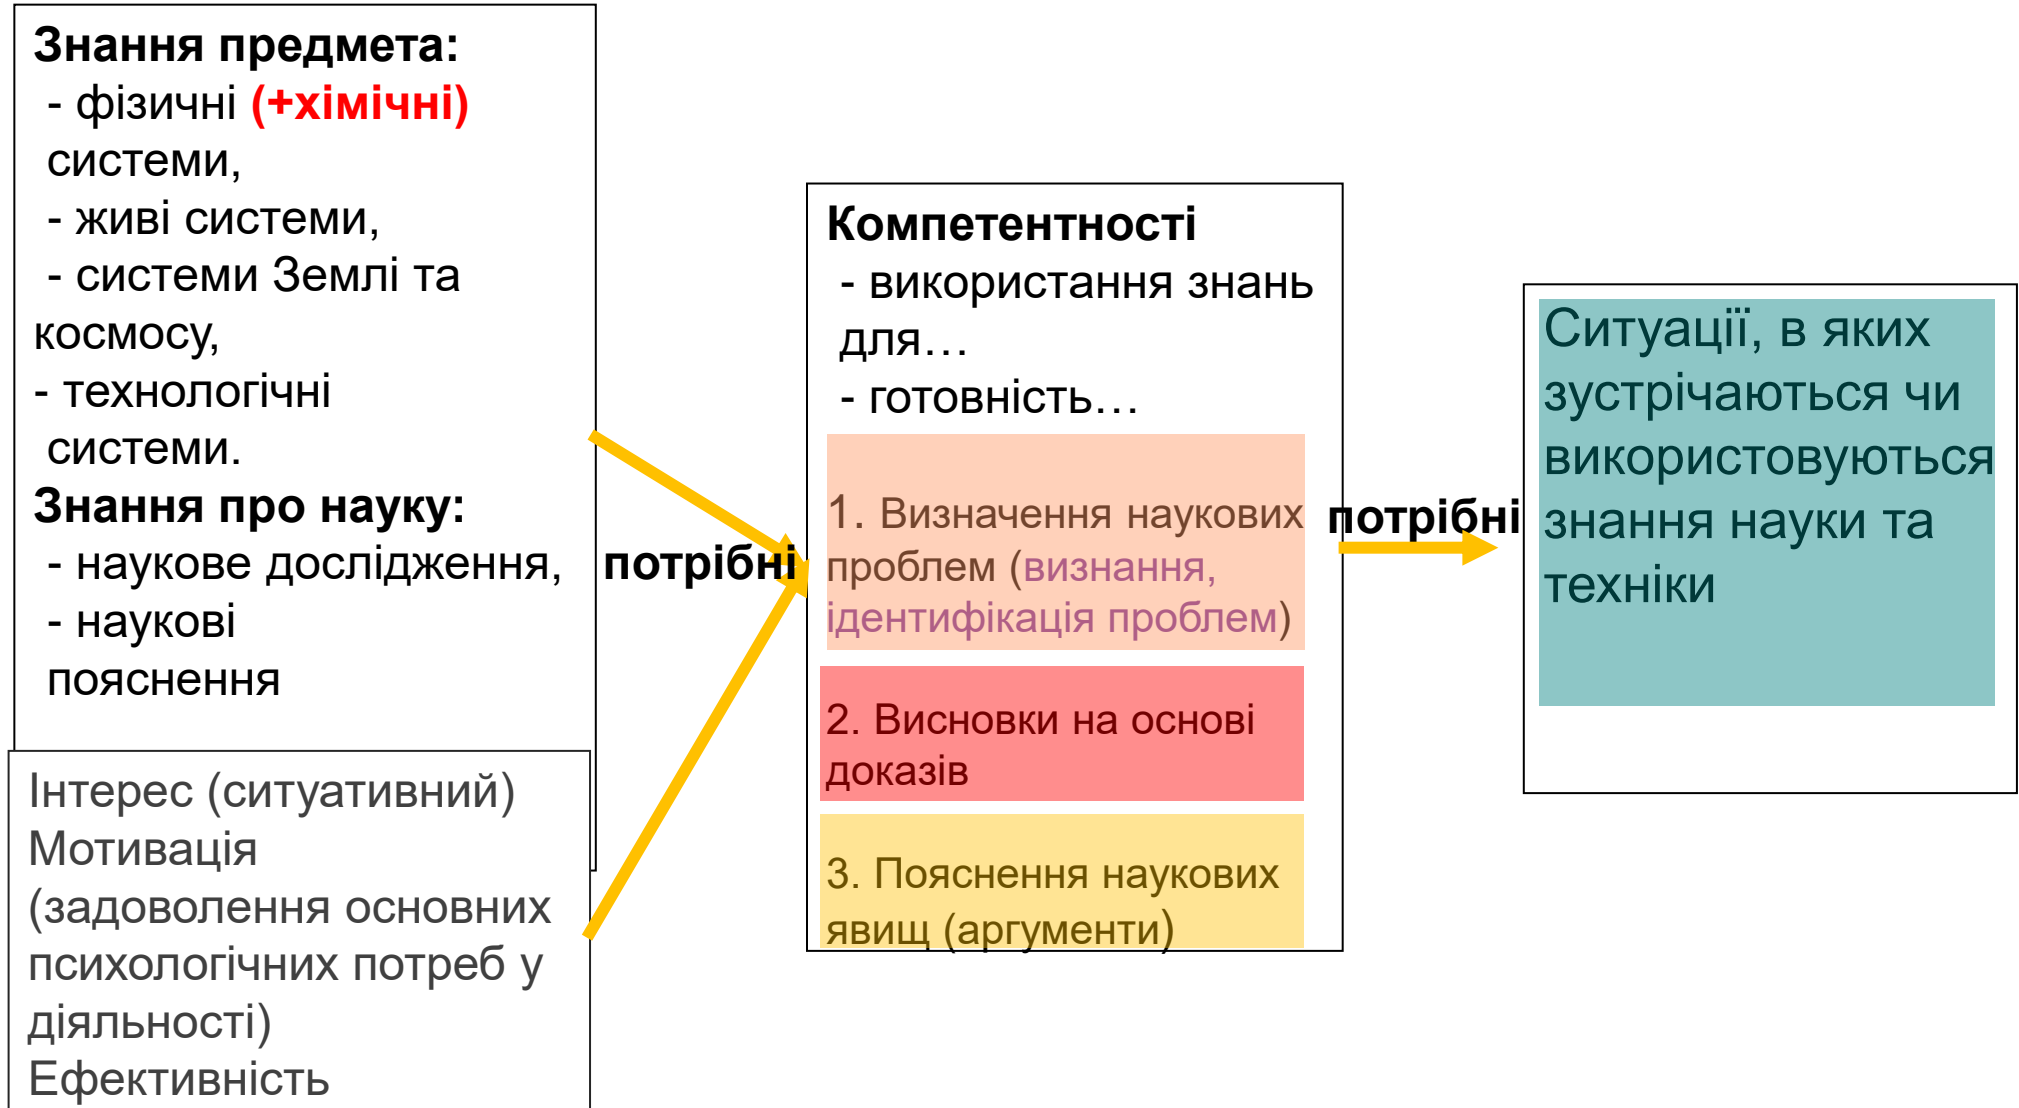 Знання предмета:
- фізичні (+хімічні)
системи,
- живі системи,
- системи Землі та
космосу,
- технологічні
системи.
Знання про науку:
- наукове дослідження,
- наукові
пояснення
Інтерес (ситуативний)
Мотивація
(задоволення основних
психологічних потреб у
діяльності)
Ефективність
потрібні
Компетентності
- використання знань
для…
- готовність…
1. Визначення наукових
проблем (визнання,
ідентифікація проблем)
2. Висновки на основі
доказів
3. Пояснення наукових
явищ (аргументи)
потрібні
Ситуації, в яких
зустрічаються чи
використовуються
знання науки та
техніки